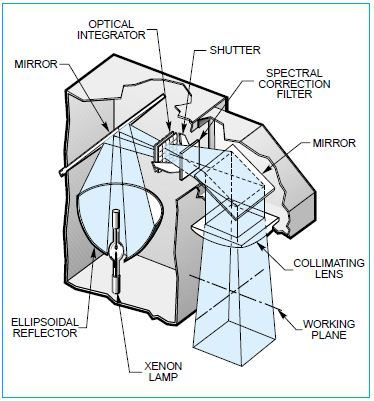 OPTICAL
INTEGRATOR
SHUTTER
MIRROR
SPECTRAL
CORRECTION
FILTER
MIRROR
COLLIMATING
LENS
ELLIPSOIDAL
REFLECTOR
WORKING
PLANE
XENON
LAMP